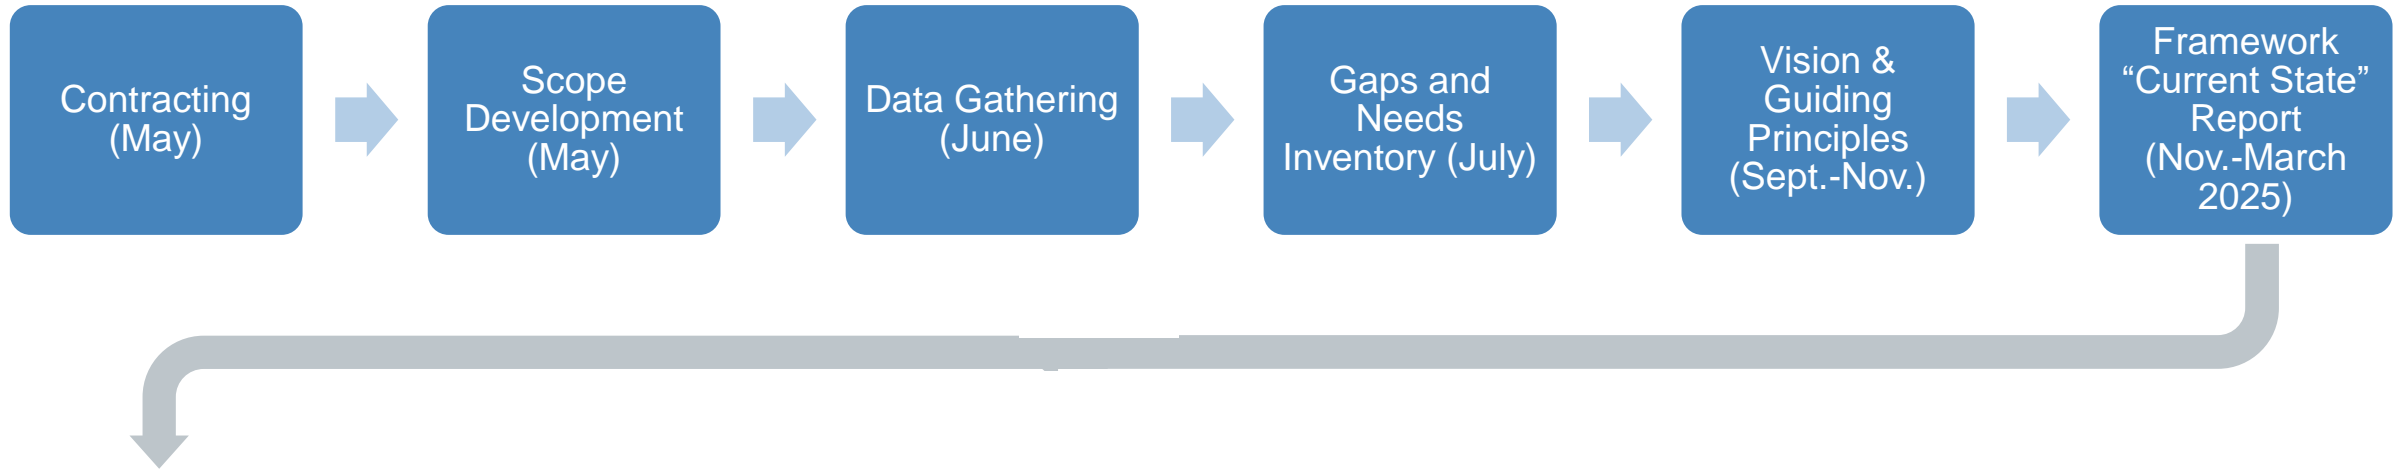 Contracting
(May)
Scope
Development
(May)
Data Gathering
(June)
Gaps and
Needs
Inventory (July)
Vision &
Guiding
Principles
(Sept.-Nov.)
Framework
“Current State”
Report
(Nov.-March
2025)